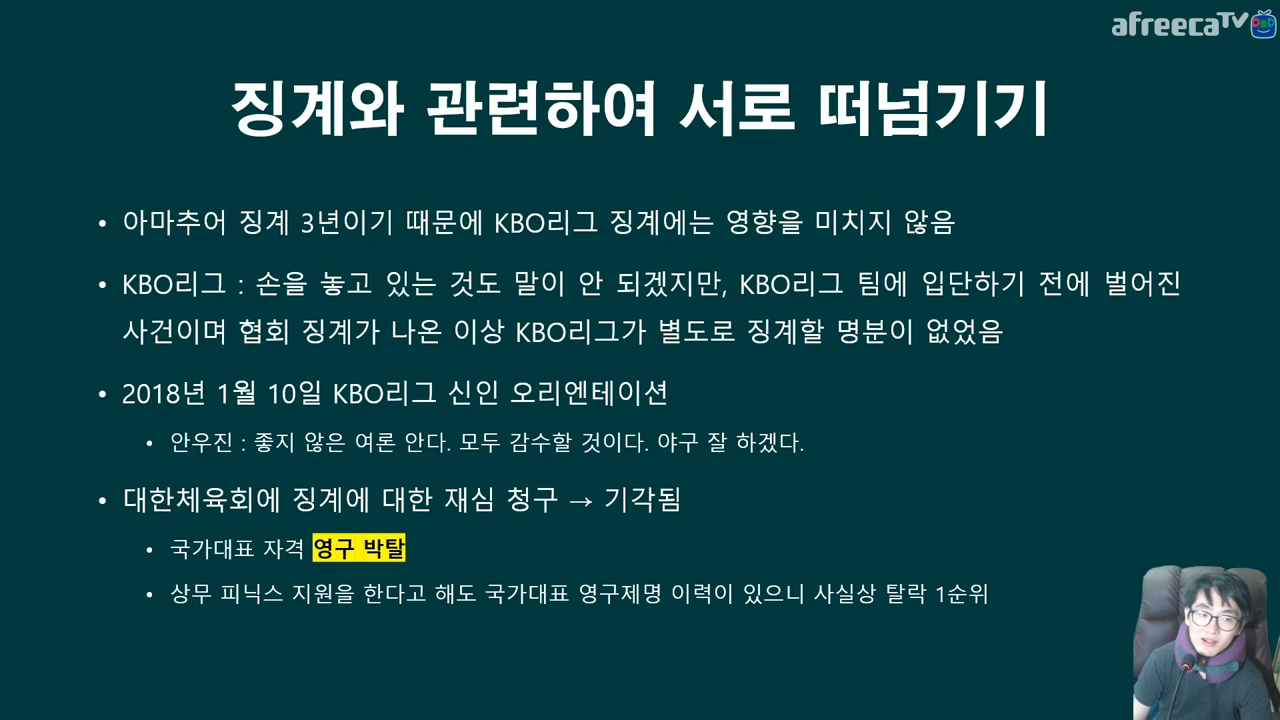 afreecaTV
징계와 관련하여 서로 떠넘기기
• 아마추어 징계 3년이기 때문에 KBO리그 징계에는 영향을 미치지 않음
• KBO리그 : 손을 놓고 있는 것도 말이 안 되겠지만, KBO리그 팀에 입단하기 전에 벌어진
사건이며 협회 징계가 나온 이상 KBO리그가 별도로 징계할 명분이 없었음
• 2018년 1월 10일 KBO리그 신인 오리엔테이션
• 안우진 : 좋지 않은 여론 안다. 모두 감수할 것이다. 야구 잘 하겠다.
• 대한체육회에 징계에 대한 재심 청구 → 기각됨
• 국가대표 자격 영구 박탈
• 상무 피닉스 지원을 한다고 해도 국가대표 영구제명 이력이 있으니 사실상 탈락 1순위